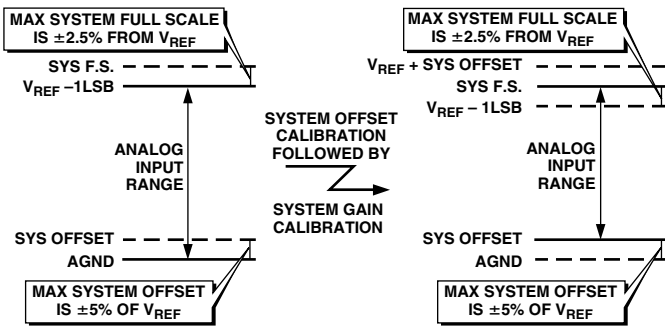 MAX SYSTEM FULL SCALE
IS ±2.5% FROM VREF
SYS F.S.
VREF –1LSB
ANALOG
INPUT
RANGE
SYS OFFSET
AGND
MAX SYSTEM OFFSET
IS ±5% OF VREF
SYSTEM OFFSET
CALIBRATION
FOLLOWED BY
SYSTEM GAIN
CALIBRATION
MAX SYSTEM FULL SCALE
IS ±2.5% FROM VREF
VREF + SYS OFFSET
SYS F.S.
VREF – 1LSB
ANALOG
INPUT
RANGE
SYS OFFSET
AGND
MAX SYSTEM OFFSET
IS ±5% OF VREF